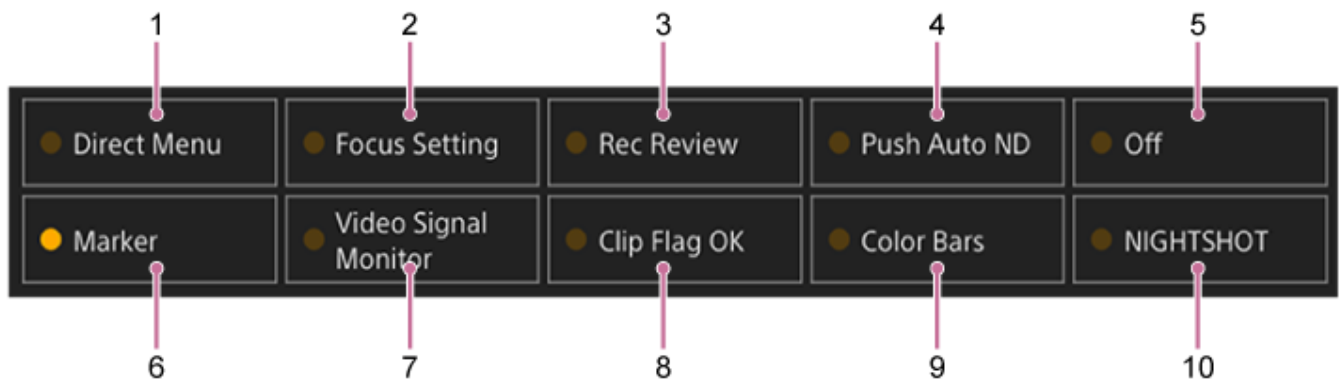 1 2 3 4 5
Direct Menu Focus Setting Rec Review Push Auto ND Off
Marker Video Signal Monitor Clip Flag OK Color Bars NIGHTSHOT
6 7 8 9 10